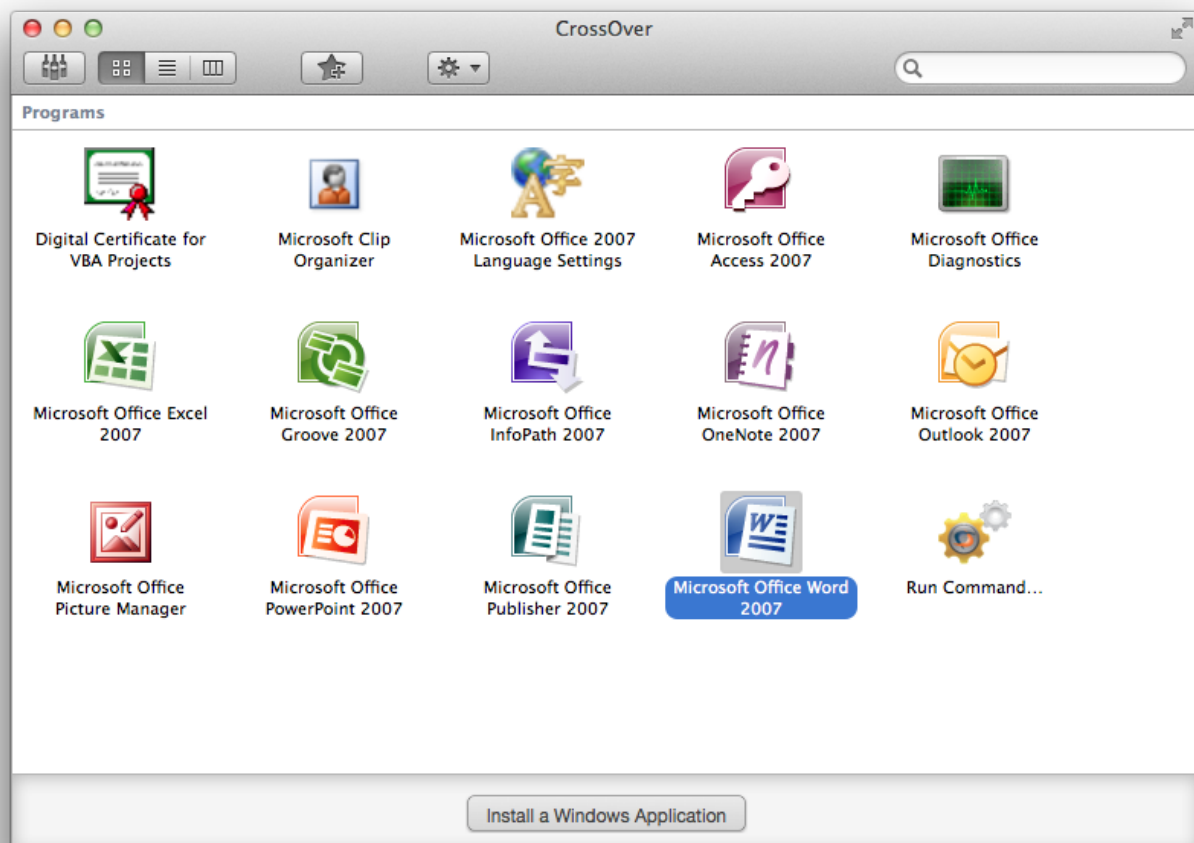 CrossOver
Programs
Digital Certificate for
VBA Projects
Microsoft Clip
Organizer
Microsoft Office 2007
Language Settings
Microsoft Office
Access 2007
Microsoft Office
Diagnostics
Microsoft Office Excel
2007
Microsoft Office
Groove 2007
Microsoft Office
InfoPath 2007
Microsoft Office
OneNote 2007
Microsoft Office
Outlook 2007
Microsoft Office
Picture Manager
Microsoft Office
PowerPoint 2007
Microsoft Office
Publisher 2007
Microsoft Office Word
2007
Run Command...
Install a Windows Application